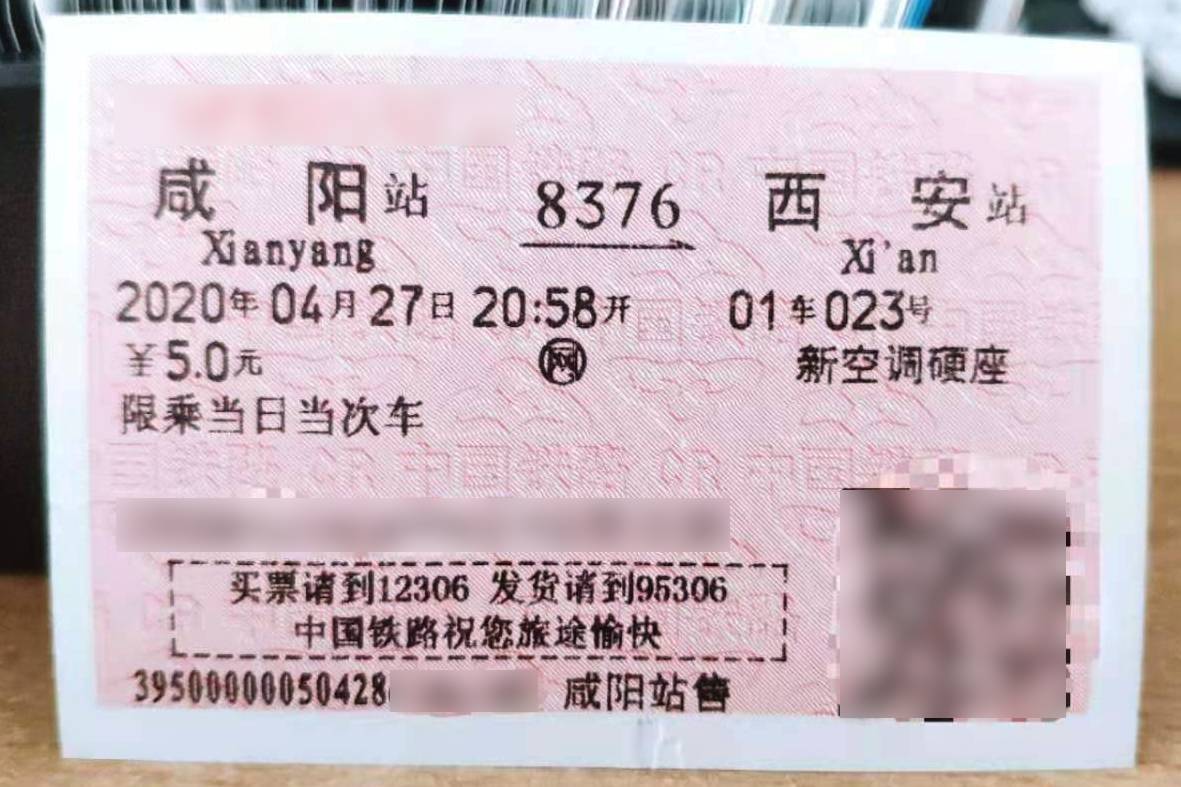 咸阳站 8376 西安站
Xianyang Xi'an
2020年04月27日20:58开 01车023号
￥5.0元 网 新空调硬座
限乘当日当次车
买票请到12306 发货请到95306
中国铁路祝您旅途愉快
39500000050428 咸阳站售